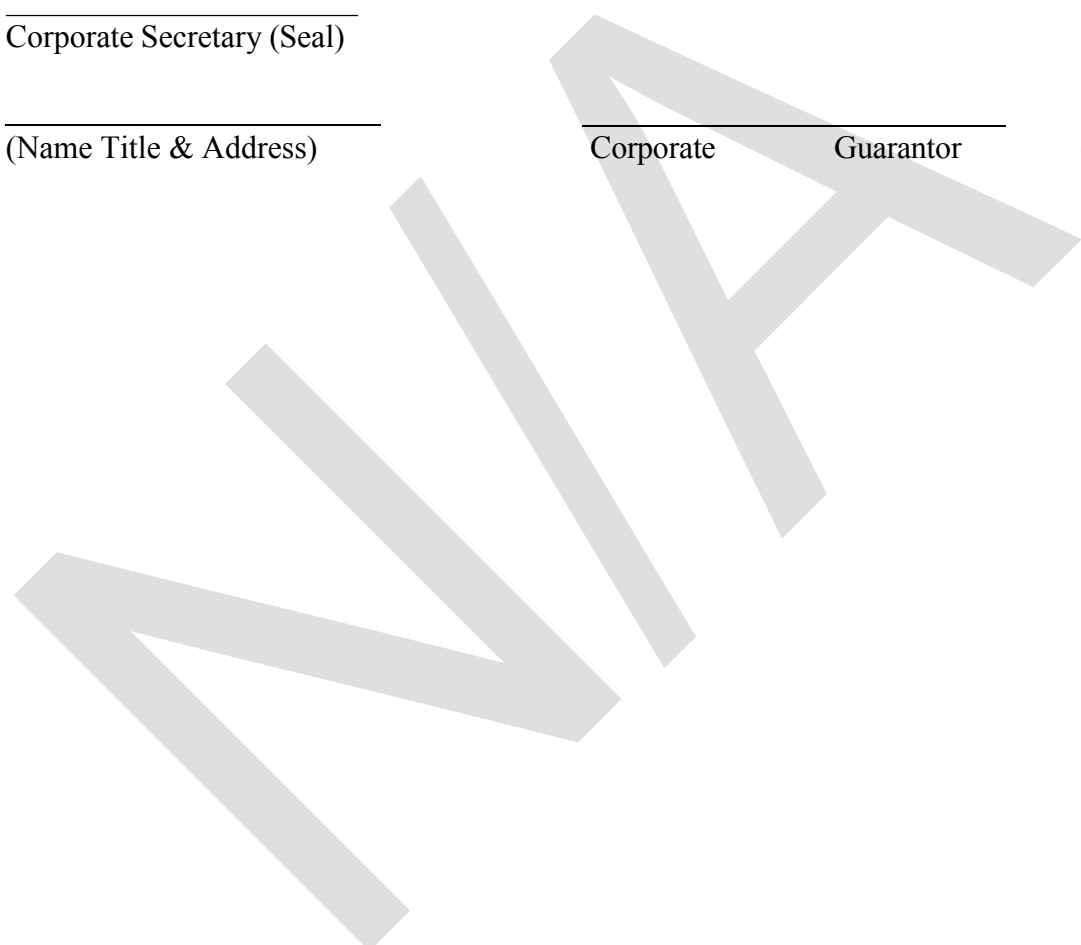 Corporate Secretary (Seal)
(Name Title & Address)
Corporate Guarantor
N/A